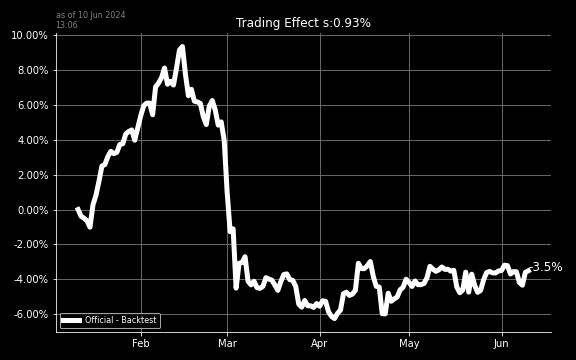 as of 10 Jun 2024
13:06
Trading Effect s:0.93%
10.00%
8.00%
6.00%
4.00%
2.00%
0.00%
-2.00%
-4.00%
-6.00%
-3.5%
Official - Backtest
Feb Mar Apr May Jun